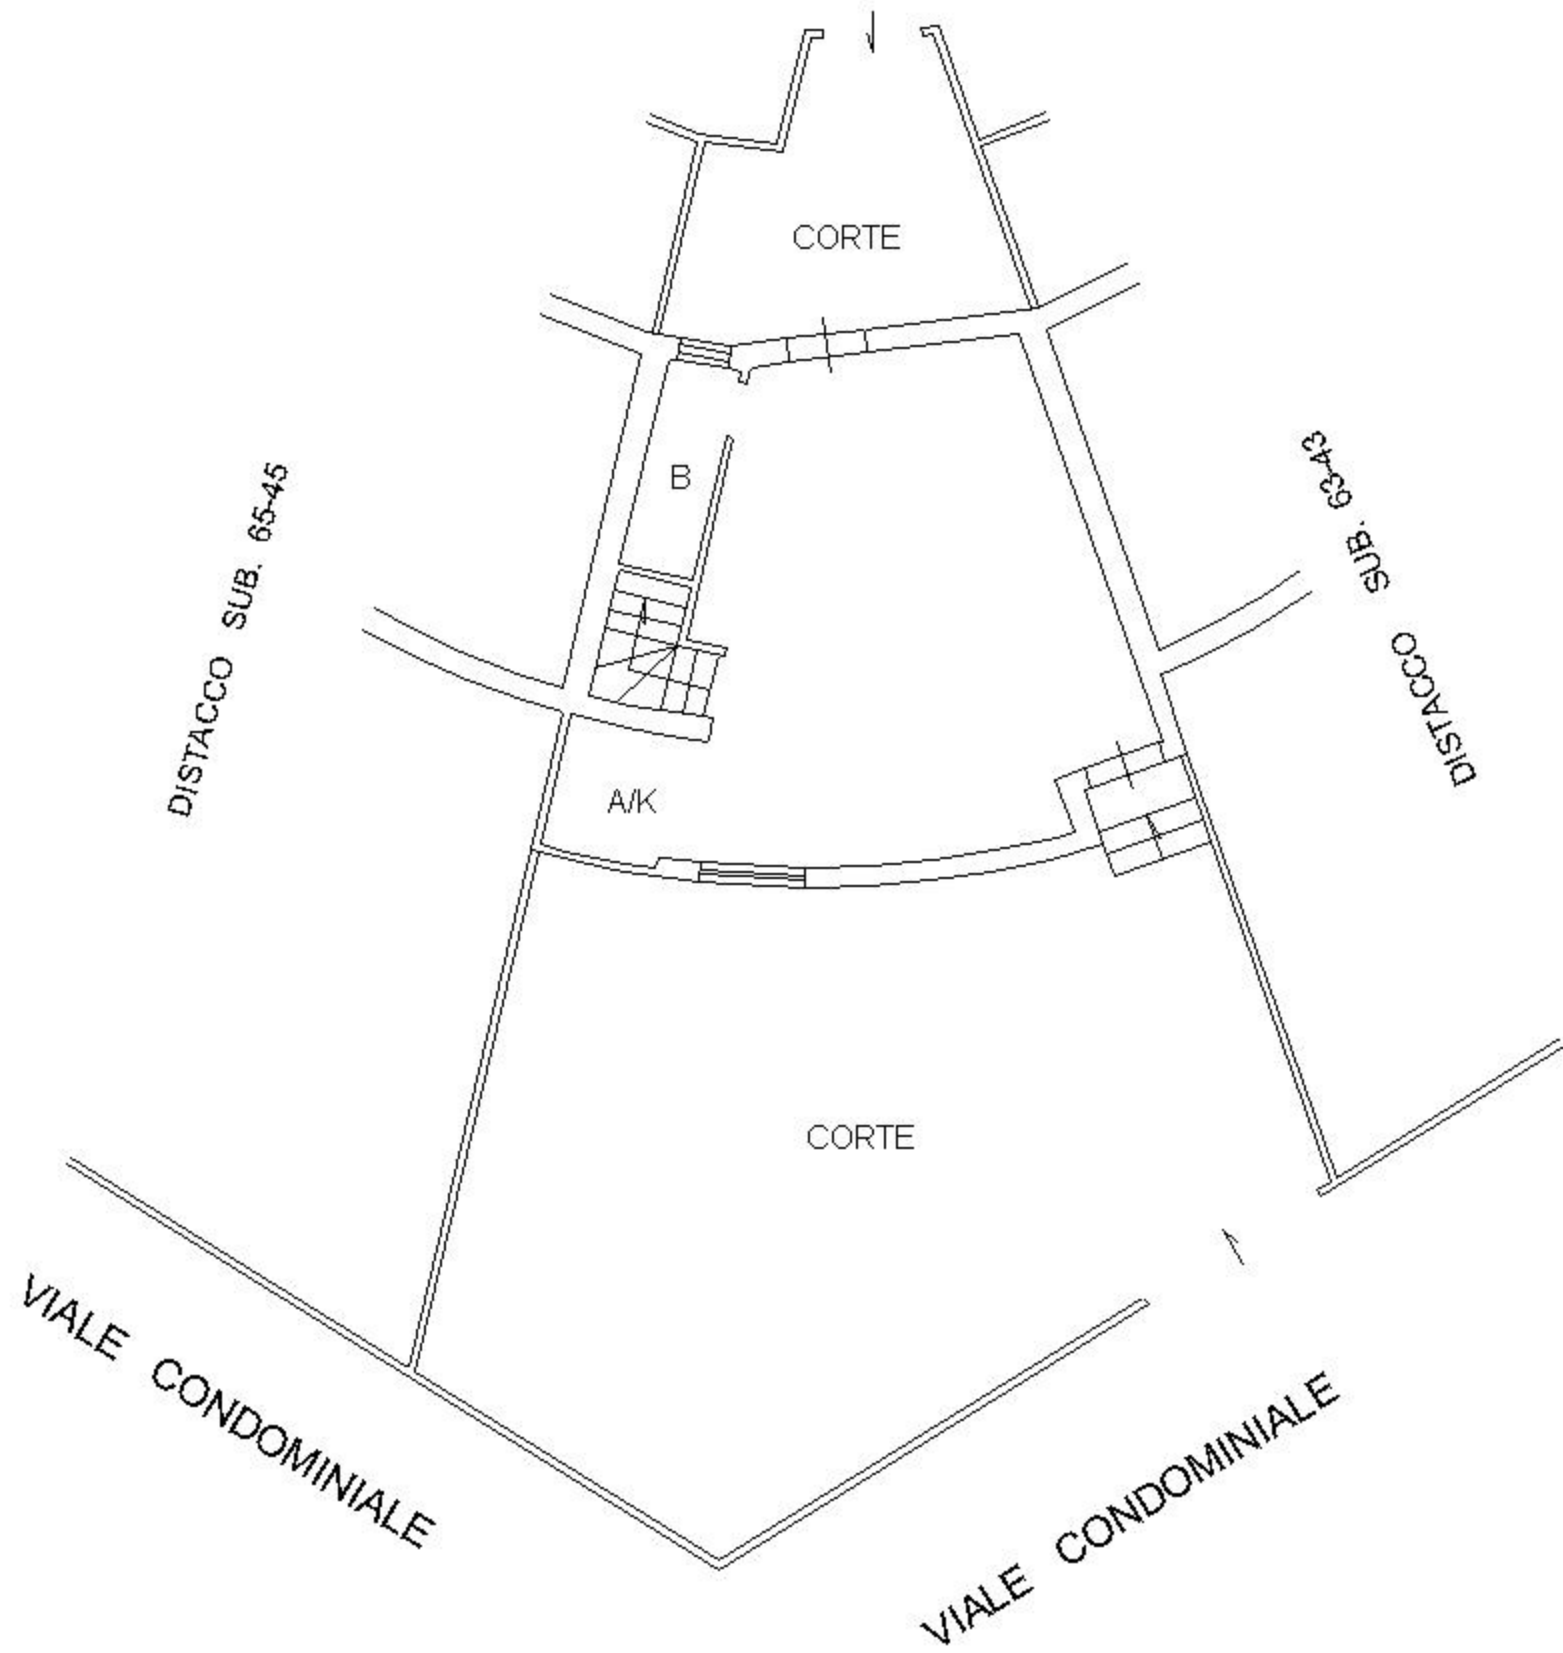 CORTE
B
DISTACCO SUB. 65-45
DISTACCO SUB. 63-43
A/K
CORTE
VIALE CONDOMINIALE
VIALE CONDOMINIALE